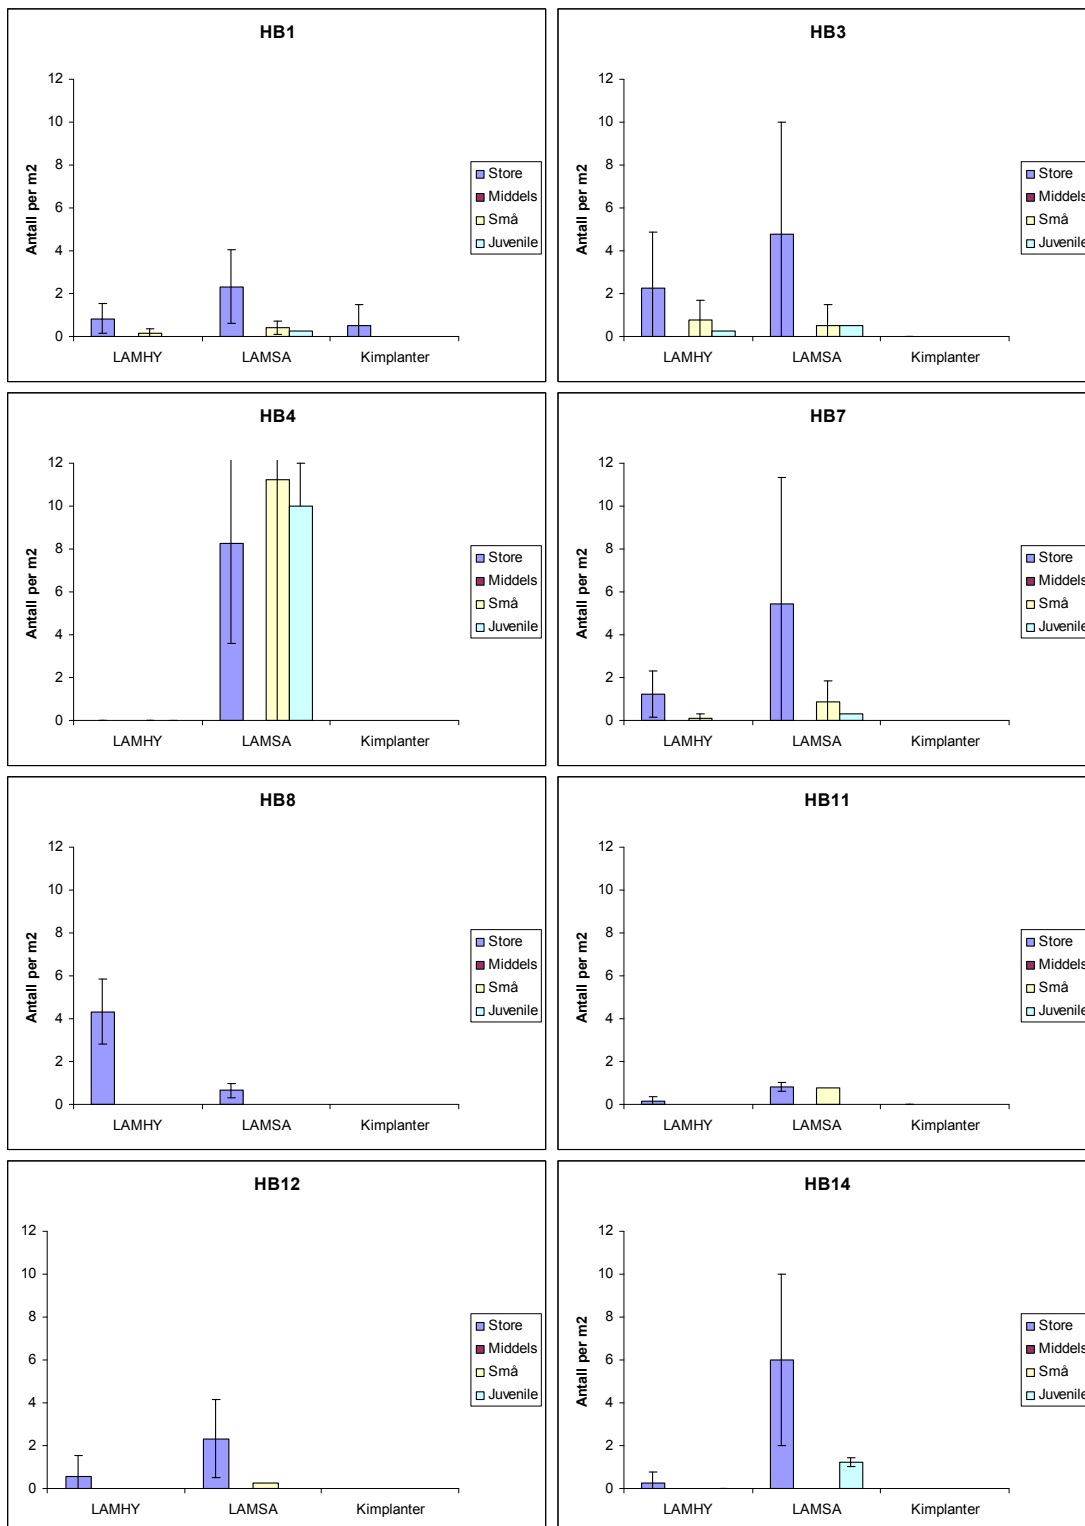 HB1
12
10
8
6
4
2
0
Antall per m2
LAMHY LAMSA Kimplanter
Store
Middels
Små
Juvenile
HB3
12
10
8
6
4
2
0
Antall per m2
LAMHY LAMSA Kimplanter
Store
Middels
Små
Juvenile
HB4
12
10
8
6
4
2
0
Antall per m2
LAMHY LAMSA Kimplanter
Store
Middels
Små
Juvenile
HB7
12
10
8
6
4
2
0
Antall per m2
LAMHY LAMSA Kimplanter
Store
Middels
Små
Juvenile
HB8
12
10
8
6
4
2
0
Antall per m2
LAMHY LAMSA Kimplanter
Store
Middels
Små
Juvenile
HB11
12
10
8
6
4
2
0
Antall per m2
LAMHY LAMSA Kimplanter
Store
Middels
Små
Juvenile
HB12
12
10
8
6
4
2
0
LAMHY LAMSA Kimplanter
Store
Middels
Små
Juvenile
HB14
12
10
8
6
4
2
0
Antall per m2
LAMHY LAMSA Kimplanter
Store
Middels
Små
Juvenile